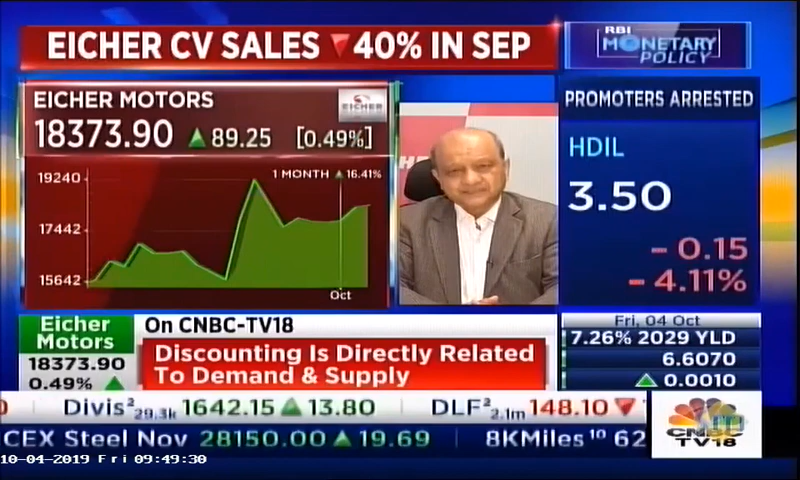 EICHER CV SALES ▼40% IN SEP
RBI
MONETARY
POLICY
EICHER MOTORS
EICHER
18373.90 ▲ 89.25 [0.49%]
19240
17442
15642
1 MONTH ▲ 16.41%
Oct
PROMOTERS ARRESTED
HDIL
3.50
- 0.15
- 4.11%
Eicher
Motors
18373.90
0.49% ▲
On CNBC-TV18
Discounting Is Directly Related
To Demand & Supply
Fri, 04 Oct
7.26% 2029 YLD
6.6070
▲ 0.0010
Divis² 29.3k 1642.15 ▲ 13.80 DLF² 2.1m 148.10 ▼
CEX Steel Nov 28150.00 ▲ 19.69 8KMiles¹⁰ 62
CNBC
TV18
10-04-2019 Fri 09:49:30